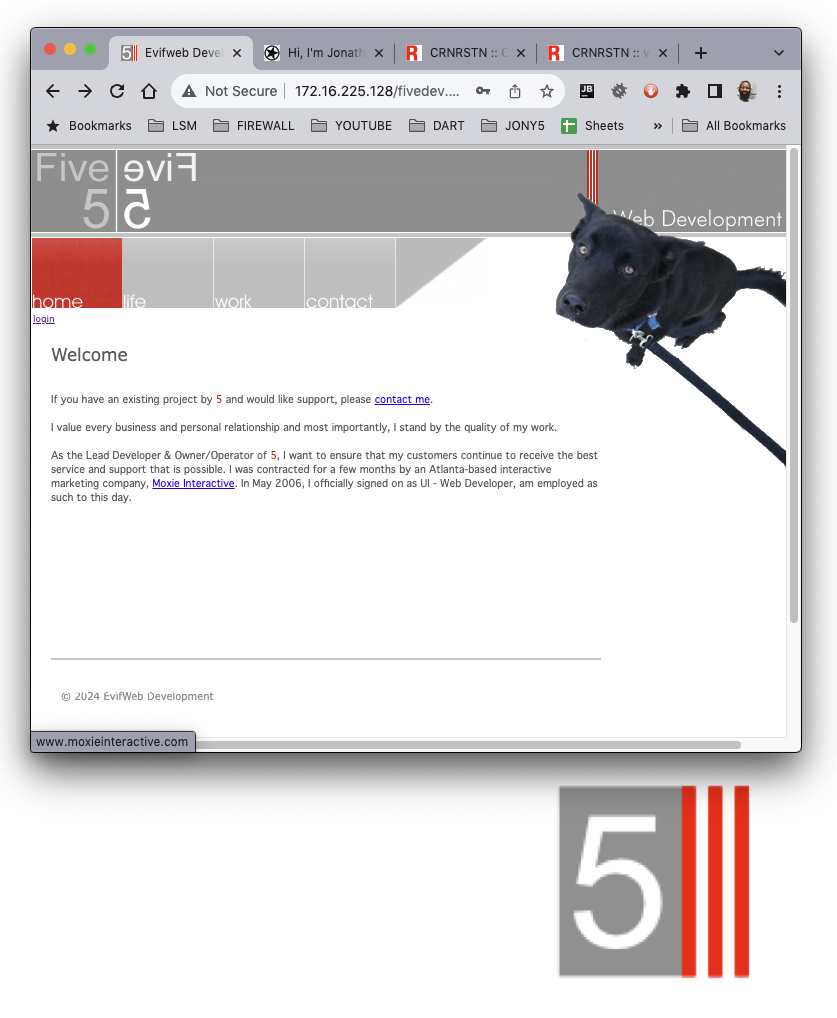 Evifweb Devel
Hi, I'm Jonath
CRNRSTN ::
CRNRSTN ::
Not Secure
172.16.225.128/fivedev....
Bookmarks
LSM
FIREWALL
YOUTUBE
DART
JONY5
Sheets
»
All Bookmarks
Five
Five
5
5
Web Development
home
life
work
contact
login
Welcome
If you have an existing project by 5 and would like support, please contact me.
I value every business and personal relationship and most importantly, I stand by the quality of my work.
As the Lead Developer & Owner/Operator of 5, I want to ensure that my customers continue to receive the best
service and support that is possible. I was contracted for a few months by an Atlanta-based interactive
marketing company, Moxie Interactive. In May 2006, I officially signed on as UI - Web Developer, am employed as
such to this day.
© 2024 EvifWeb Development
www.moxieinteractive.com
5